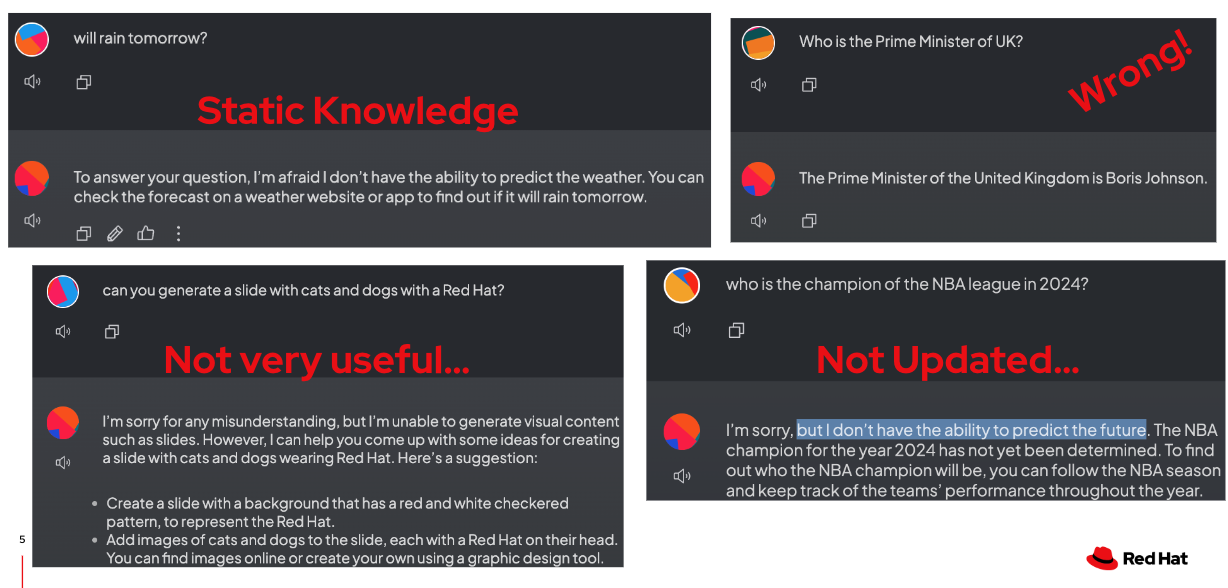 will rain tomorrow?
Static Knowledge
To answer your question, I'm afraid I don't have the ability to predict the weather. You can
check the forecast on a weather website or app to find out if it will rain tomorrow.
Who is the Prime Minister of UK?
Wrong!
The Prime Minister of the United Kingdom is Boris Johnson.
can you generate a slide with cats and dogs with a Red Hat?
Not very useful...
I'm sorry for any misunderstanding, but I'm unable to generate visual content
such as slides. However, I can help you come up with some ideas for creating
a slide with cats and dogs wearing Red Hat. Here's a suggestion:
• Create a slide with a background that has a red and white checkered
pattern, to represent the Red Hat.
• Add images of cats and dogs to the slide, each with a Red Hat on their head.
You can find images online or create your own using a graphic design tool.
who is the champion of the NBA league in 2024?
Not Updated...
I'm sorry, but I don't have the ability to predict the future. The NBA
champion for the year 2024 has not yet been determined. To find
out who the NBA champion will be, you can follow the NBA season
and keep track of the teams' performance throughout the year.
5
Red Hat